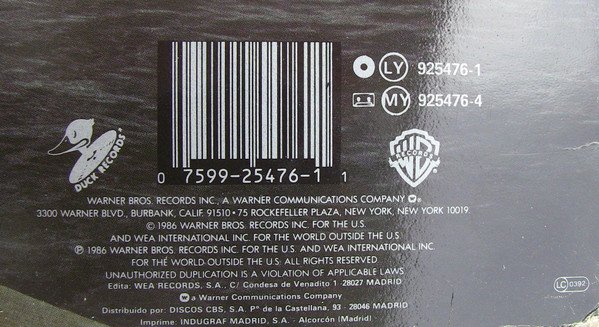 LY 925476-1
MY 925476-4
DUCK RECORDS
WB RECORDS
0 7599-25476-1 1
WARNER BROS. RECORDS INC., A WARNER COMMUNICATIONS COMPANY W®.
3300 WARNER BLVD., BURBANK, CALIF. 91510 • 75 ROCKEFELLER PLAZA, NEW YORK, NEW YORK 10019.
© 1986 WARNER BROS. RECORDS INC. FOR THE U.S.
AND WEA INTERNATIONAL INC. FOR THE WORLD OUTSIDE THE U.S.
℗ 1986 WARNER BROS. RECORDS INC. FOR THE U.S. AND WEA INTERNATIONAL INC.
FOR THE WORLD OUTSIDE THE U.S. ALL RIGHTS RESERVED.
UNAUTHORIZED DUPLICATION IS A VIOLATION OF APPLICABLE LAWS.
Edita: WEA RECORDS, S.A., C/ Condesa de Venadito 1 - 28027 MADRID
W a Warner Communications Company
Distribuido por: DISCOS CBS, S.A. Pº de la Castellana, 93 - 28046 MADRID
Imprime: INDUGRAF MADRID, S.A. - Alcorcón (Madrid).
LC 0392